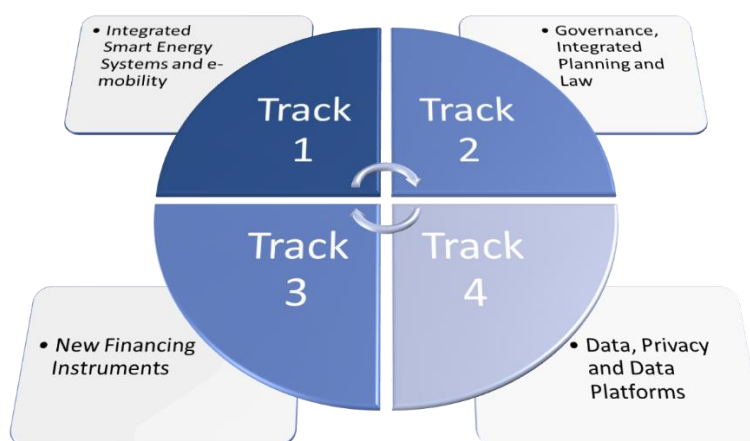 • Integrated
Smart Energy
Systems and e-
mobility
Track
1
Track
2
• Governance,
Integrated
Planning and
Law
• New Financing
Instruments
Track
3
Track
4
• Data, Privacy
and Data
Platforms